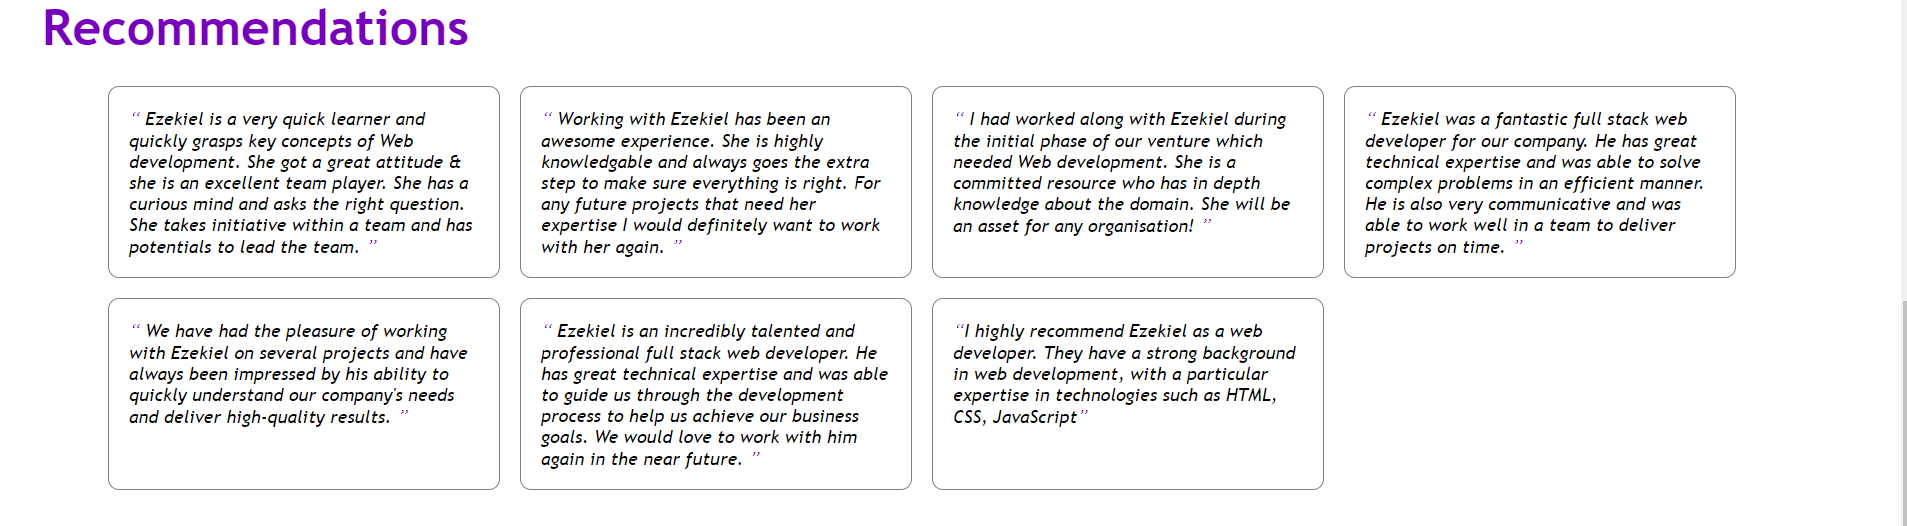 Recommendations
“ Ezekiel is a very quick learner and
quickly grasps key concepts of Web
development. She got a great attitude &
she is an excellent team player. She has a
curious mind and asks the right question.
She takes initiative within a team and has
potentials to lead the team. ”
“ Working with Ezekiel has been an
awesome experience. She is highly
knowledgable and always goes the extra
step to make sure everything is right. For
any future projects that need her
expertise I would definitely want to work
with her again. ”
“ I had worked along with Ezekiel during
the initial phase of our venture which
needed Web development. She is a
committed resource who has in depth
knowledge about the domain. She will be
an asset for any organisation! ”
“ Ezekiel was a fantastic full stack web
developer for our company. He has great
technical expertise and was able to solve
complex problems in an efficient manner.
He is also very communicative and was
able to work well in a team to deliver
projects on time. ”
“ We have had the pleasure of working
with Ezekiel on several projects and have
always been impressed by his ability to
quickly understand our company's needs
and deliver high-quality results. ”
“ Ezekiel is an incredibly talented and
professional full stack web developer. He
has great technical expertise and was able
to guide us through the development
process to help us achieve our business
goals. We would love to work with him
again in the near future. ”
“I highly recommend Ezekiel as a web
developer. They have a strong background
in web development, with a particular
expertise in technologies such as HTML,
CSS, JavaScript”